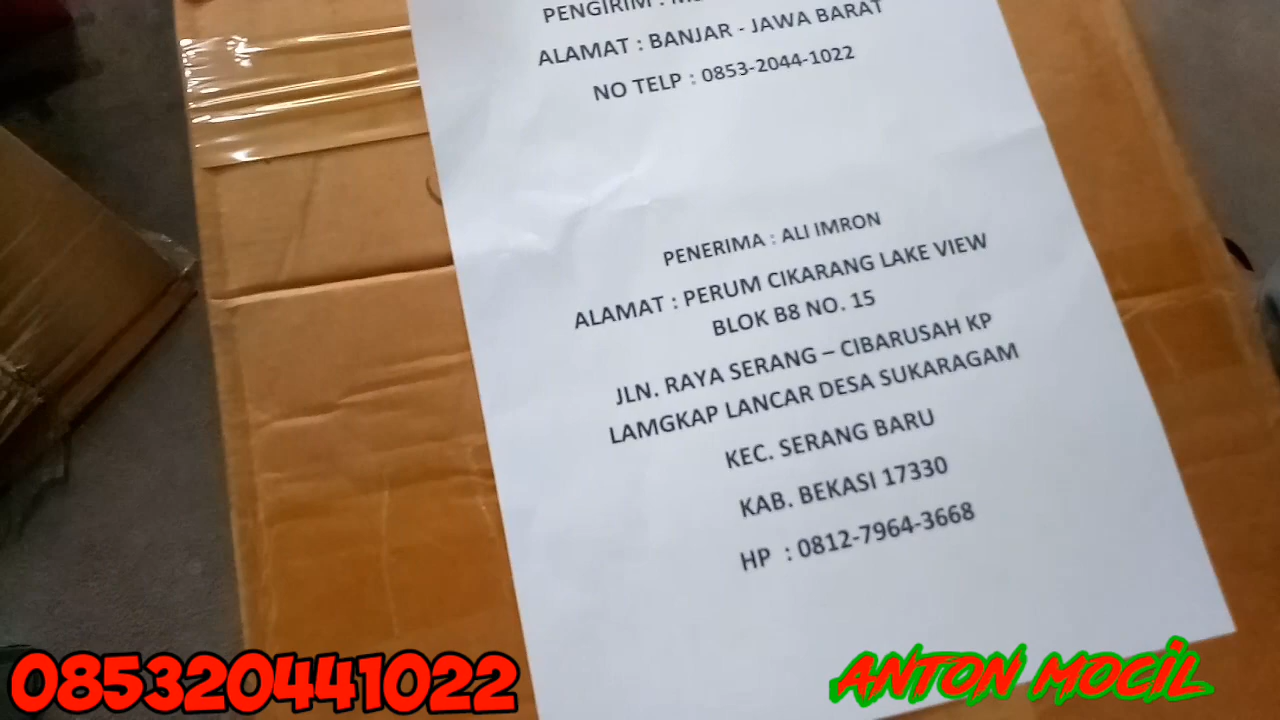 PENGIRIM :
ALAMAT : BANJAR - JAWA BARAT
NO TELP : 0853-2044-1022
PENERIMA : ALI IMRON
ALAMAT : PERUM CIKARANG LAKE VIEW
BLOK B8 NO. 15
JLN. RAYA SERANG – CIBARUSAH KP
LAMGKAP LANCAR DESA SUKARAGAM
KEC. SERANG BARU
KAB. BEKASI 17330
HP : 0812-7964-3668
085320441022
ANTON MOCIL